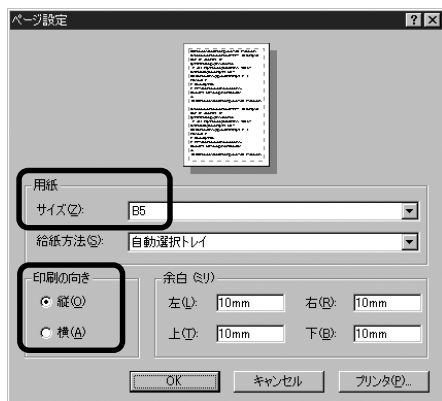 ページ設定
用紙
サイズ(Z): B5
給紙方法(S): 自動選択トレイ
印刷の向き
縦(O)
横(A)
余白 (ミリ)
左(L): 10mm 右(R): 10mm
上(T): 10mm 下(B): 10mm
OK キャンセル プリンタ(P)...